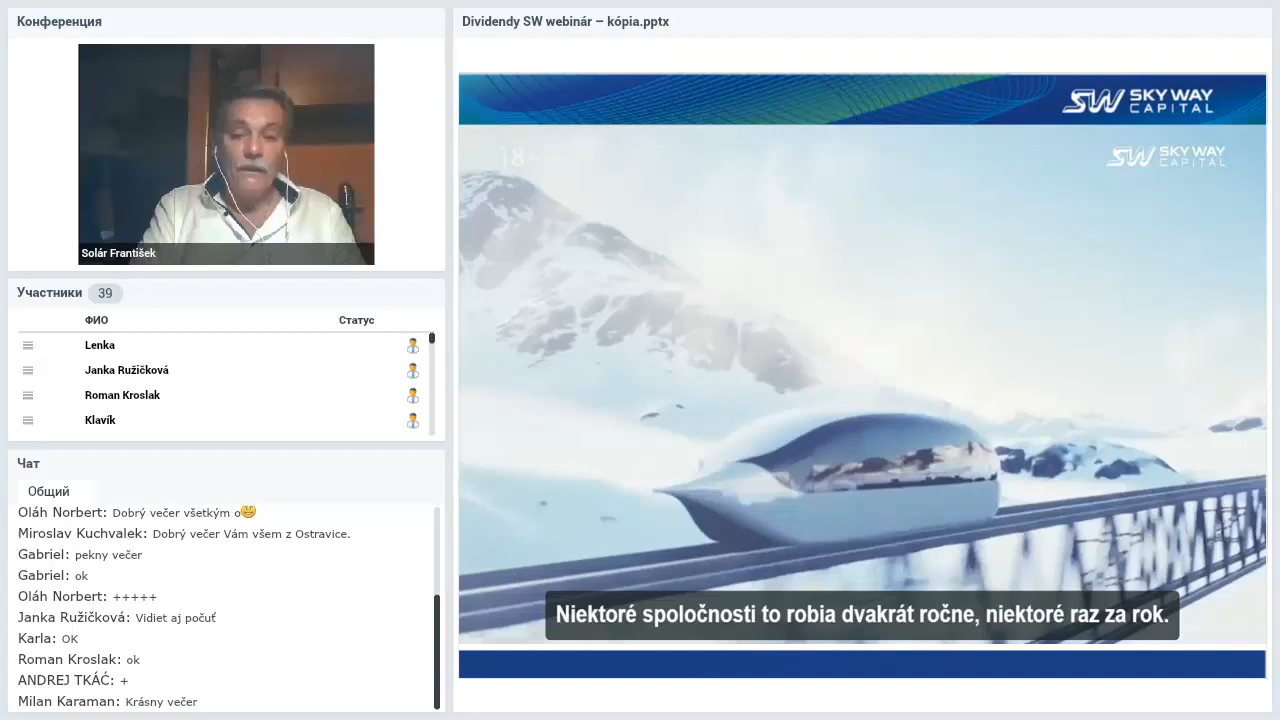 Конференция
Solár František
Участники 39
ФИО Статус
Lenka
Janka Ružičková
Roman Kroslak
Klavík
Чат
Общий
Oláh Norbert: Dobrý večer všetkým o
Miroslav Kuchvalek: Dobrý večer Vám všem z Ostravice.
Gabriel: pekny večer
Gabriel: ok
Oláh Norbert: +++++
Janka Ružičková: Vidiet aj počuť
Karla: OK
Roman Kroslak: ok
ANDREJ TKÁČ: +
Milan Karaman: Krásny večer
Dividendy SW webinár – kópia.pptx
SW SKY WAY
CAPITAL
18+
SW SKY WAY
CAPITAL
Niektoré spoločnosti to robia dvakrát ročne, niektoré raz za rok.